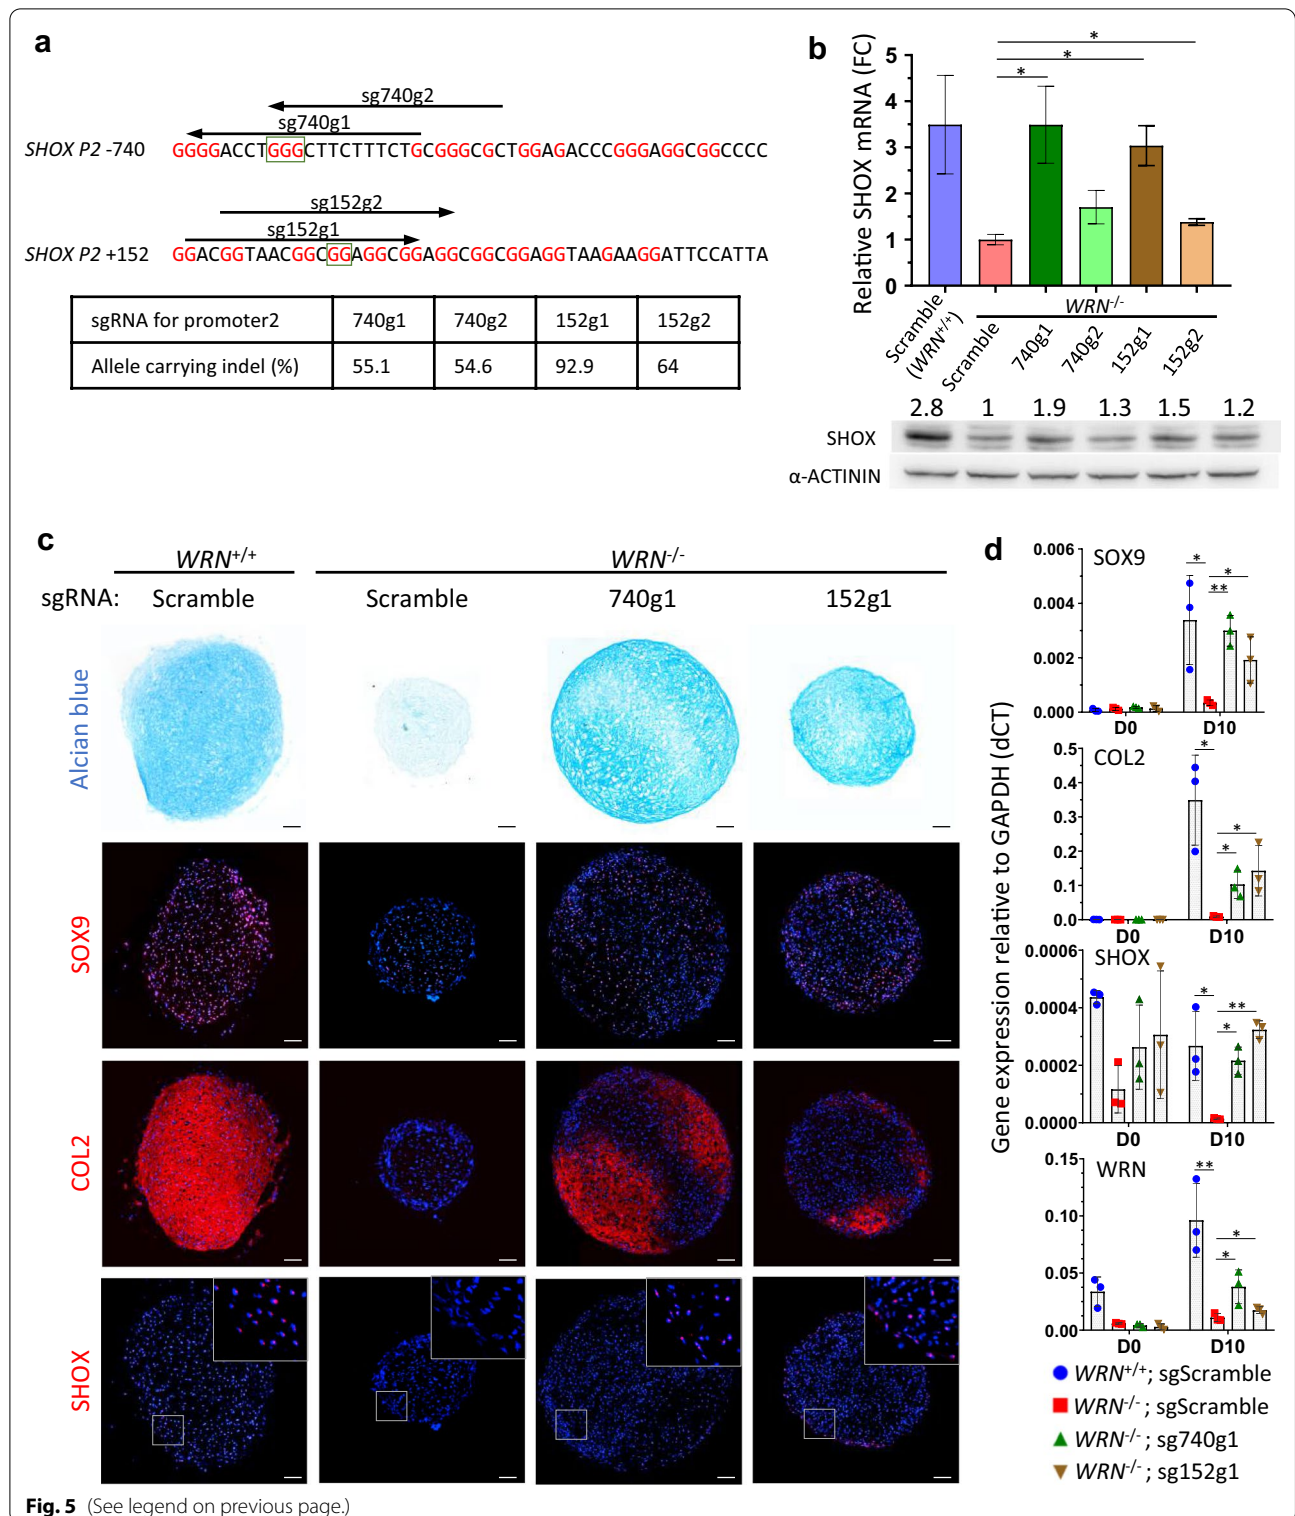 a
sg740g2
sg740g1
SHOX P2 -740 GGGGACCTGGGCTTCTTTCTGCGGGCGCTGGAGACCCGGGAGGCGGCCCC
sg152g2
sg152g1
SHOX P2 +152 GGACGGTAACGGCGGAGGCGGAGGCGGCGGAGGTAAGAAGGATTCCATTA
sgRNA for promoter2 740g1 740g2 152g1 152g2
Allele carrying indel (%) 55.1 54.6 92.9 64
b
Relative SHOX mRNA (FC)
5
4
3
2
1
0
* * *
Scramble (WRN+/+)
WRN-/-
Scramble 740g1 740g2 152g1 152g2
2.8 1 1.9 1.3 1.5 1.2
SHOX
α-ACTININ
c
WRN+/+ WRN-/-
sgRNA: Scramble Scramble 740g1 152g1
Alcian blue
SOX9
COL2
SHOX
d
Gene expression relative to GAPDH (dCT)
SOX9
0.006
0.004
0.002
0.000
* ** *
D0 D10
COL2
0.5
0.4
0.3
0.2
0.1
0.0
* * *
D0 D10
SHOX
0.0006
0.0004
0.0002
0.0000
* * **
D0 D10
WRN
0.15
0.10
0.05
0.00
** * *
D0 D10
WRN+/+; sgScramble
WRN-/-; sgScramble
WRN-/-; sg740g1
WRN-/-; sg152g1
Fig. 5 (See legend on previous page.)